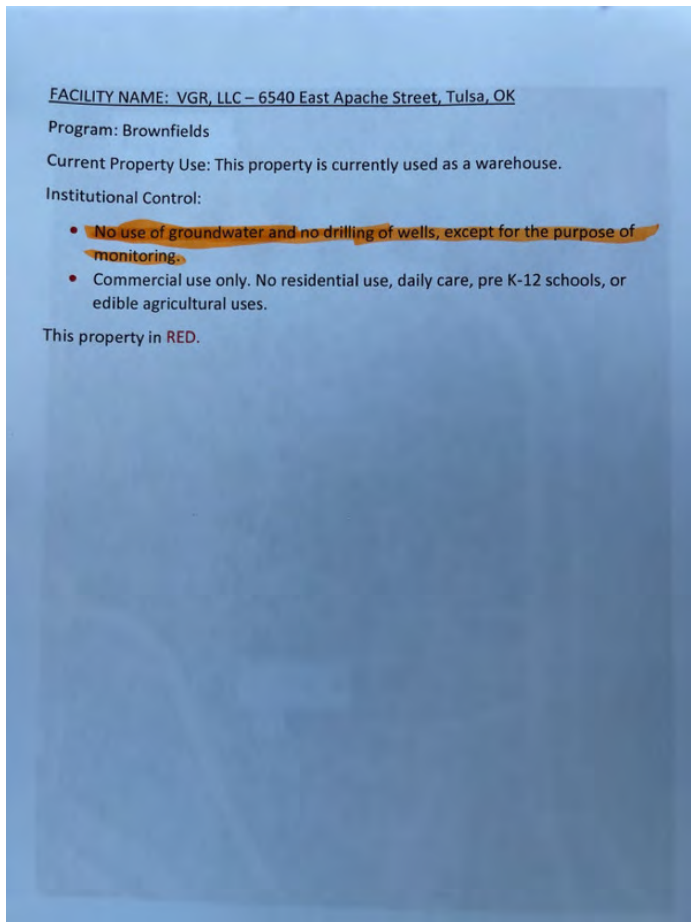 FACILITY NAME: VGR, LLC – 6540 East Apache Street, Tulsa, OK
Program: Brownfields
Current Property Use: This property is currently used as a warehouse.
Institutional Control:
• No use of groundwater and no drilling of wells, except for the purpose of
monitoring.
• Commercial use only. No residential use, daily care, pre K-12 schools, or
edible agricultural uses.
This property in RED.